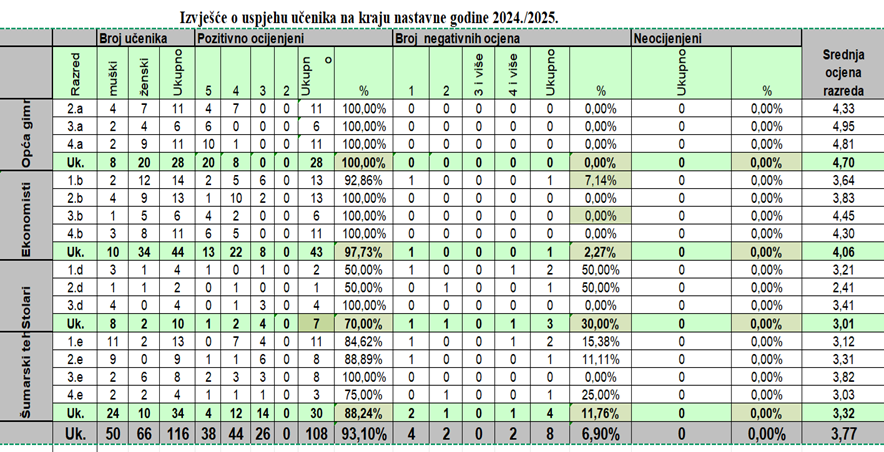 Izvješće o uspjehu učenika na kraju nastavne godine 2024./2025.
Broj učenika Pozitivno ocijenjeni Broj negativnih ocjena Neocijenjeni
Razred muški ženski Ukupno 5 4 3 2 Ukupn o % 1 2 3 i više 4 i više Ukupno % Ukupno % Srednja ocjena razreda
Opća gimr
2.a 4 7 11 4 7 0 0 11 100,00% 0 0 0 0 0 0,00% 0 0,00% 4,33
3.a 2 4 6 6 0 0 0 6 100,00% 0 0 0 0 0 0,00% 0 0,00% 4,95
4.a 2 9 11 10 1 0 0 11 100,00% 0 0 0 0 0 0,00% 0 0,00% 4,81
Uk. 8 20 28 20 8 0 0 28 100,00% 0 0 0 0 0 0,00% 0 0,00% 4,70
Ekonomisti
1.b 2 12 14 2 5 6 0 13 92,86% 1 0 0 0 1 7,14% 0 0,00% 3,64
2.b 4 9 13 1 10 2 0 13 100,00% 0 0 0 0 0 0,00% 0 0,00% 3,83
3.b 1 5 6 4 2 0 0 6 100,00% 0 0 0 0 0 0,00% 0 0,00% 4,45
4.b 3 8 11 6 5 0 0 11 100,00% 0 0 0 0 0 0,00% 0 0,00% 4,30
Uk. 10 34 44 13 22 8 0 43 97,73% 1 0 0 0 1 2,27% 0 0,00% 4,06
Stolari
1.d 3 1 4 1 0 1 0 2 50,00% 1 0 0 1 2 50,00% 0 0,00% 3,21
2.d 1 1 2 0 1 0 0 1 50,00% 0 1 0 0 1 50,00% 0 0,00% 2,41
3.d 4 0 4 0 1 3 0 4 100,00% 0 0 0 0 0 0,00% 0 0,00% 3,41
Uk. 8 2 10 1 2 4 0 7 70,00% 1 1 0 1 3 30,00% 0 0,00% 3,01
Šumarski teh
1.e 11 2 13 0 7 4 0 11 84,62% 1 0 0 1 2 15,38% 0 0,00% 3,12
2.e 9 0 9 1 1 6 0 8 88,89% 1 0 0 0 1 11,11% 0 0,00% 3,31
3.e 2 6 8 2 3 3 0 8 100,00% 0 0 0 0 0 0,00% 0 0,00% 3,82
4.e 2 2 4 1 1 1 0 3 75,00% 0 1 0 0 1 25,00% 0 0,00% 3,03
Uk. 24 10 34 4 12 14 0 30 88,24% 2 1 0 1 4 11,76% 0 0,00% 3,32
Uk. 50 66 116 38 44 26 0 108 93,10% 4 2 0 2 8 6,90% 0 0,00% 3,77